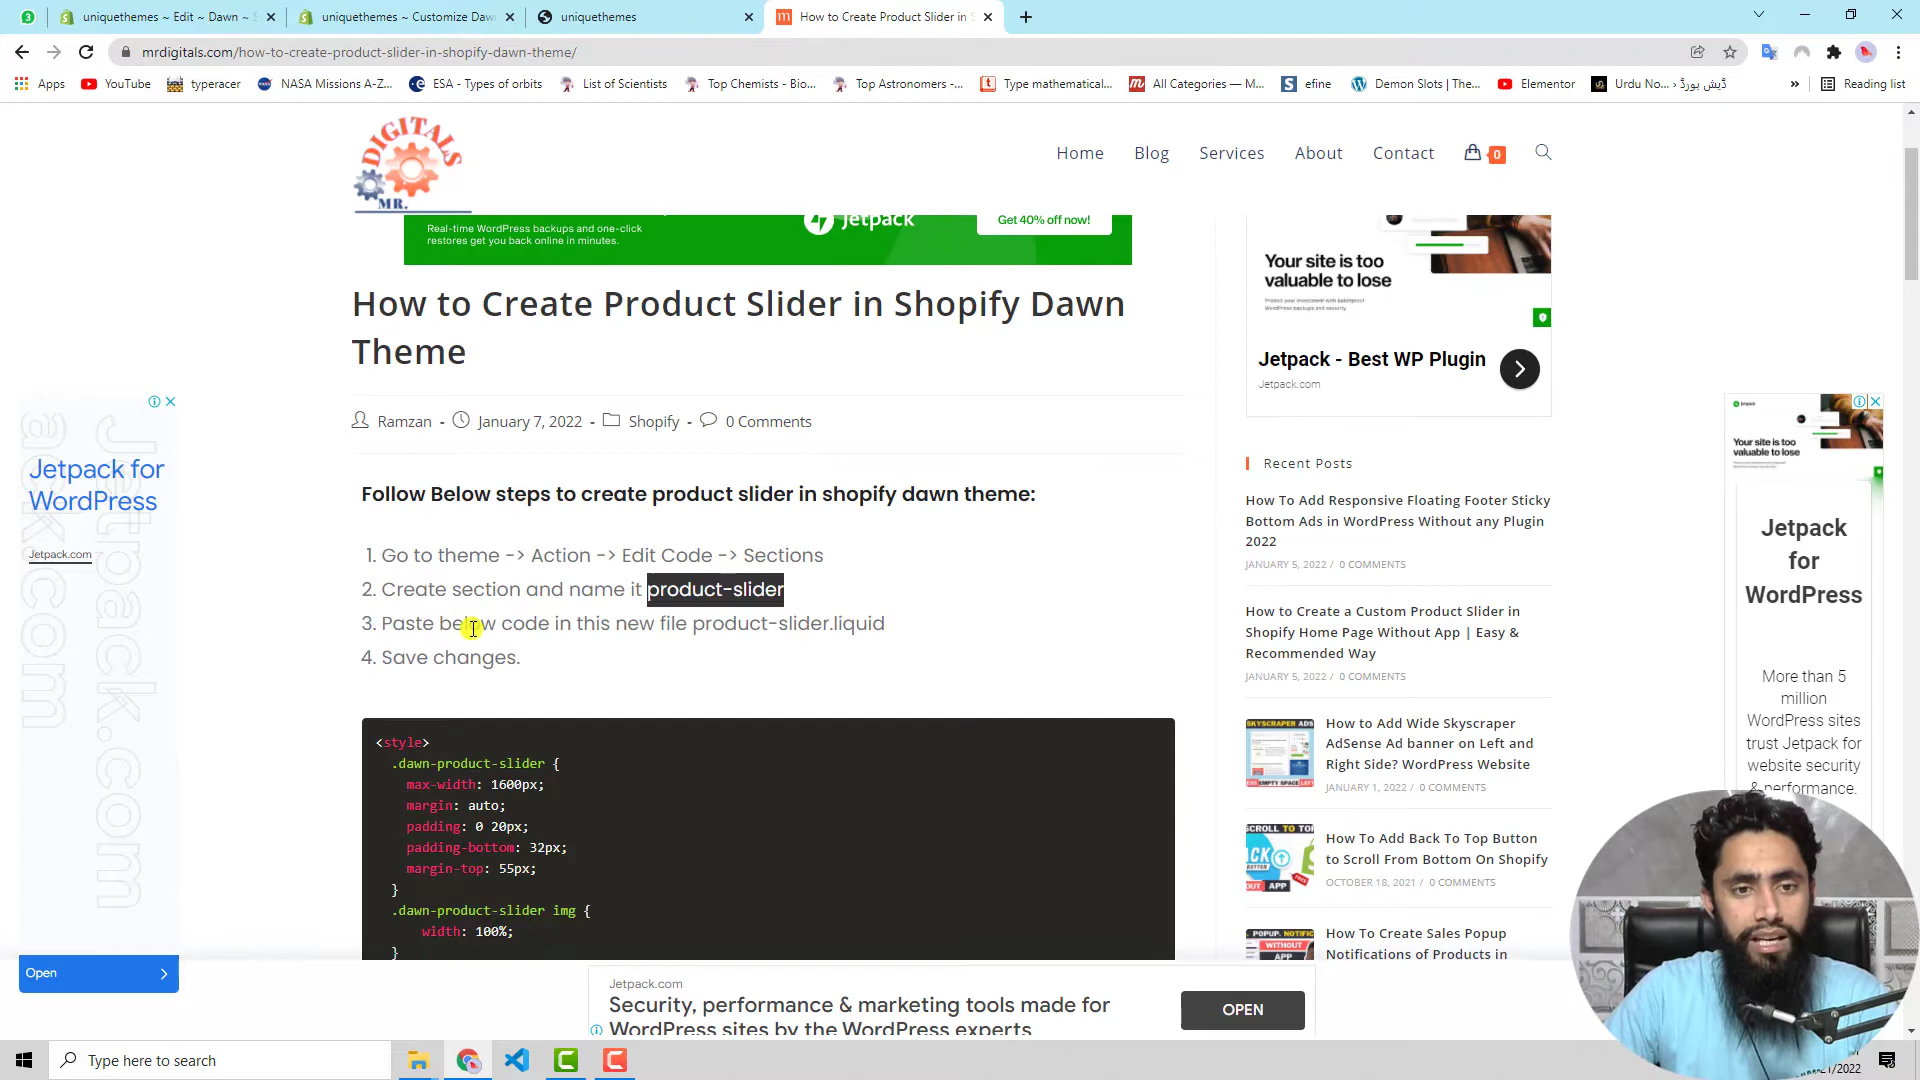 3
uniquethemes ~ Edit ~ Dawn ~ S
uniquethemes ~ Customize Daw
uniquethemes
How to Create Product Slider in S
mrdigitals.com/how-to-create-product-slider-in-shopify-dawn-theme/
Apps
YouTube
typeracer
NASA Missions A-Z...
ESA - Types of orbits
List of Scientists
Top Chemists - Bio...
Top Astronomers -...
Type mathematical...
All Categories — M...
efine
Demon Slots | The...
Elementor
Urdu No... › ڈیش بورڈ
»
Reading list
DIGITALS
MR.
Home
Blog
Services
About
Contact
0
Real-time WordPress backups and one-click
restores get you back online in minutes.
Jetpack
Get 40% off now!
How to Create Product Slider in Shopify Dawn
Theme
Ramzan - January 7, 2022 - Shopify - 0 Comments
Follow Below steps to create product slider in shopify dawn theme:
1. Go to theme -> Action -> Edit Code -> Sections
2. Create section and name it product-slider
3. Paste below code in this new file product-slider.liquid
4. Save changes.
<style>
.dawn-product-slider {
max-width: 1600px;
margin: auto;
padding: 0 20px;
padding-bottom: 32px;
margin-top: 55px;
}
.dawn-product-slider img {
width: 100%;
}
Jetpack for
WordPress
Jetpack.com
Open
Your site is too
valuable to lose
Jetpack - Best WP Plugin
Jetpack.com
Recent Posts
How To Add Responsive Floating Footer Sticky
Bottom Ads in WordPress Without any Plugin
2022
JANUARY 5, 2022 / 0 COMMENTS
How to Create a Custom Product Slider in
Shopify Home Page Without App | Easy &
Recommended Way
JANUARY 5, 2022 / 0 COMMENTS
How to Add Wide Skyscraper
AdSense Ad banner on Left and
Right Side? WordPress Website
JANUARY 1, 2022 / 0 COMMENTS
How To Add Back To Top Button
to Scroll From Bottom On Shopify
OCTOBER 18, 2021 / 0 COMMENTS
How To Create Sales Popup
Notifications of Products in
Your site is too
valuable to lose
Jetpack
for
WordPress
More than 5
million
WordPress sites
trust Jetpack for
website security
& performance.
Jetpack.com
Security, performance & marketing tools made for
WordPress sites by the WordPress experts
OPEN
Type here to search